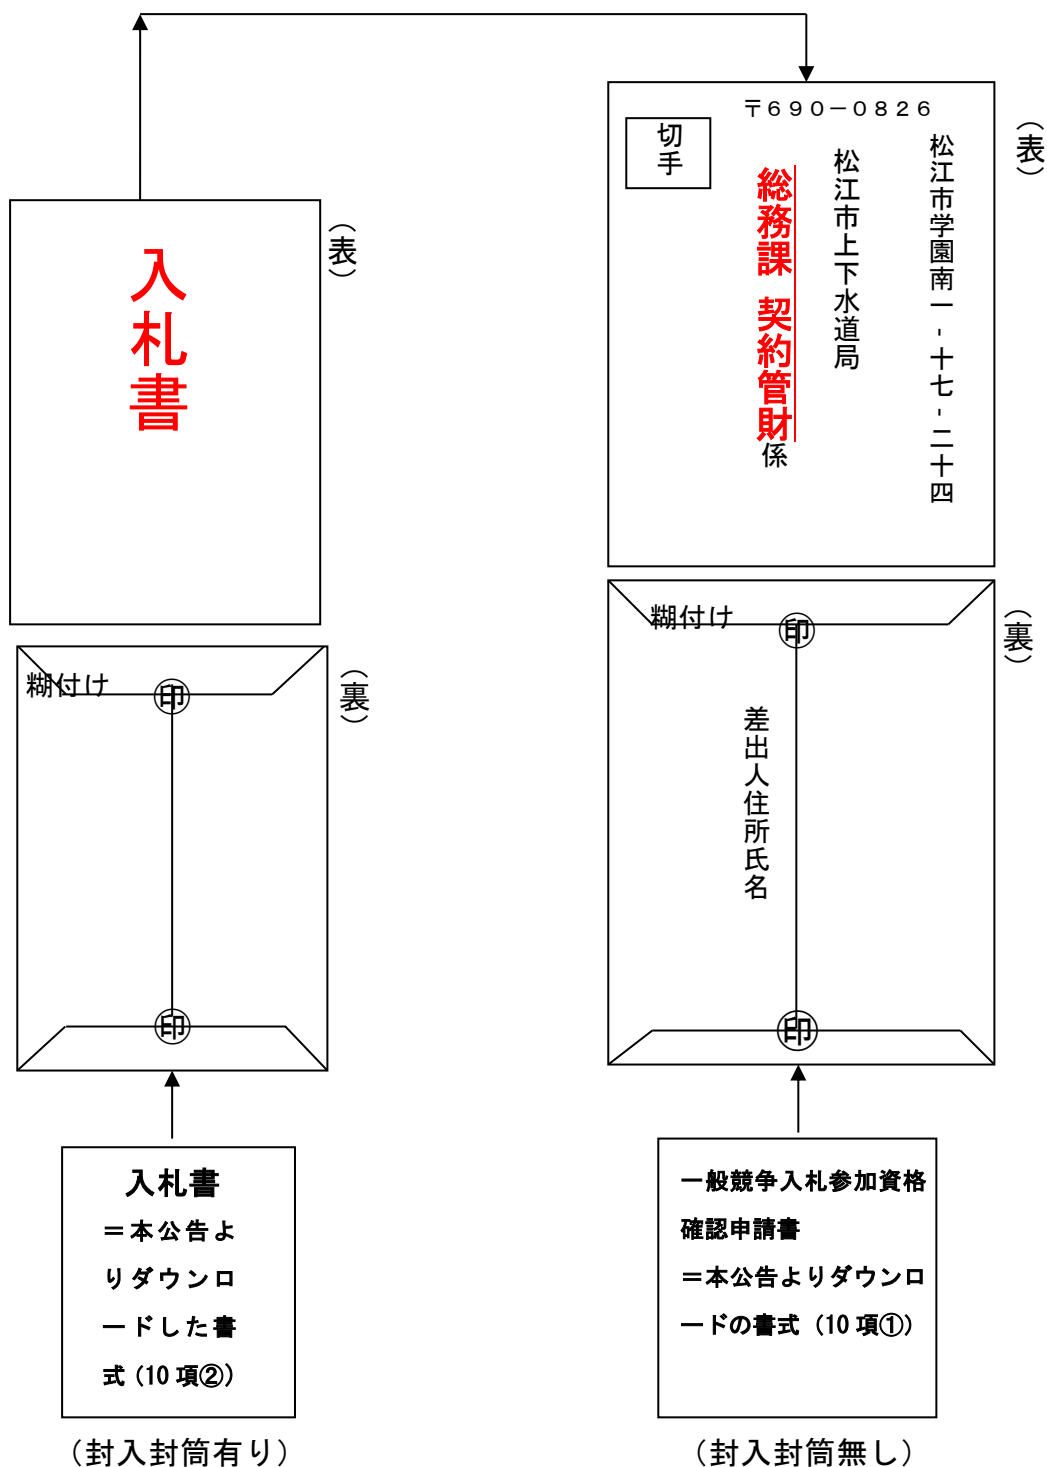 入札書
（表）
〒６９０－０８２６
切手
松江市学園南一‐十七‐二十四
松江市上下水道局
総務課　契約管財係
（表）
糊付け
印
印
（裏）
糊付け
印
差出人住所氏名
印
（裏）
入札書
＝本公告よ
りダウンロ
ードした書
式（10 項②）
（封入封筒有り）
一般競争入札参加資格
確認申請書
＝本公告よりダウンロ
ードの書式（10 項①）
（封入封筒無し）